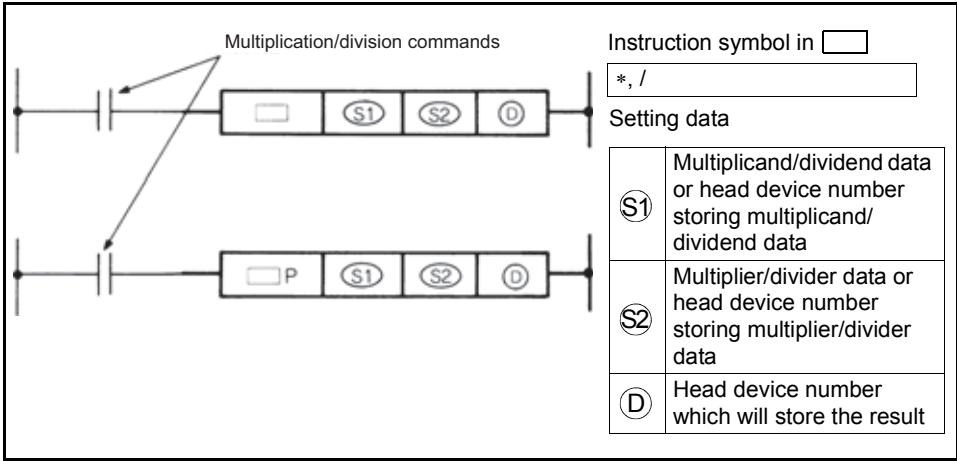 Multiplication/division commands
S1 S2 D
P S1 S2 D
Instruction symbol in
*, /
Setting data
S1 Multiplicand/dividend data
or head device number
storing multiplicand/
dividend data
S2 Multiplier/divider data or
head device number
storing multiplier/divider
data
D Head device number
which will store the result